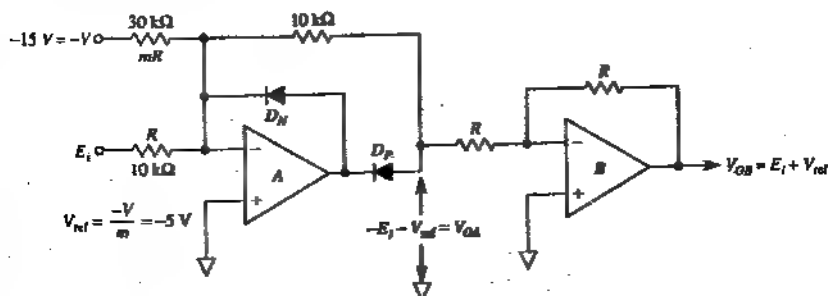 30 kΩ
-15 V = -V
mR
10 kΩ
D_N
E_i
R
10 kΩ
-
+
A
D_P
R
R
-
+
B
V_OB = E_i + V_ref
V_ref = -V/m = -5 V
-E_i - V_ref = V_OA